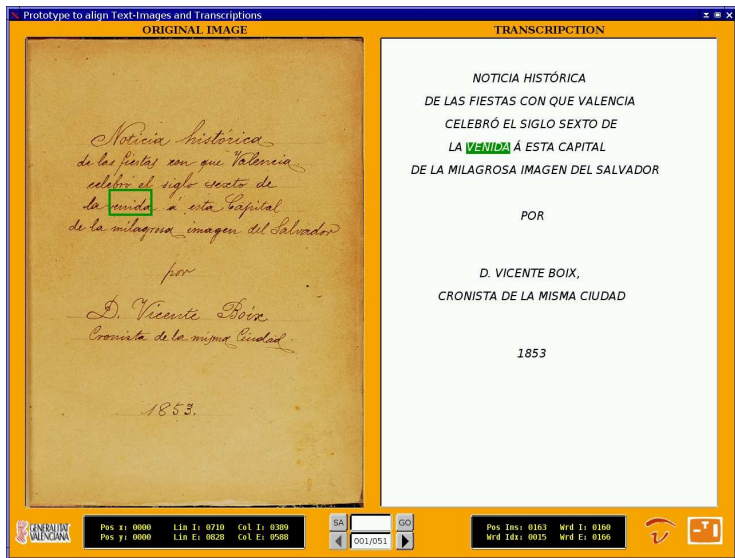 Prototype to align Text-Images and Transcriptions
ORIGINAL IMAGE
Noticia histórica
de las fiestas con que Valencia
celebró el siglo sexto de
la venida á esta Capital
de la milagrosa imagen del Salvador
por
D. Vicente Boix
Cronista de la misma Ciudad.
1853.
TRANSCRIPCTION
NOTICIA HISTÓRICA
DE LAS FIESTAS CON QUE VALENCIA
CELEBRÓ EL SIGLO SEXTO DE
LA VENIDA Á ESTA CAPITAL
DE LA MILAGROSA IMAGEN DEL SALVADOR
POR
D. VICENTE BOIX,
CRONISTA DE LA MISMA CIUDAD
1853
GENERALITAT
VALENCIANA
Pos x: 0000 Lin I: 0710 Col I: 0389
Pos y: 0000 Lin E: 0828 Col E: 0588
SA GO
001/051
Pos Ins: 0163 Wrd I: 0160
Wrd Idx: 0015 Wrd E: 0166